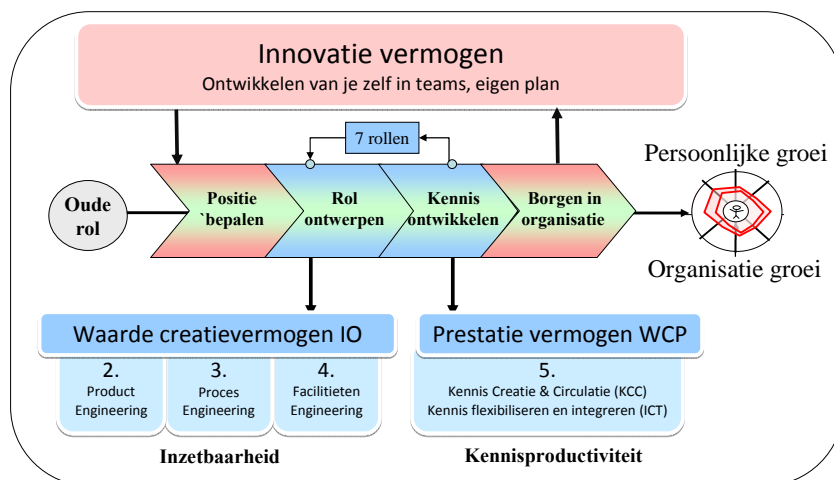 Innovatie vermogen
Ontwikkelen van je zelf in teams, eigen plan
7 rollen
Persoonlijke groei
Oude
rol
Positie
`bepalen
Rol
ontwerpen
Kennis
ontwikkelen
Borgen in
organisatie
Organisatie groei
Waarde creatievermogen IO
Prestatie vermogen WCP
2.
Product
Engineering
3.
Proces
Engineering
4.
Facilitieten
Engineering
5.
Kennis Creatie & Circulatie (KCC)
Kennis flexibiliseren en integreren (ICT)
Inzetbaarheid
Kennisproductiviteit